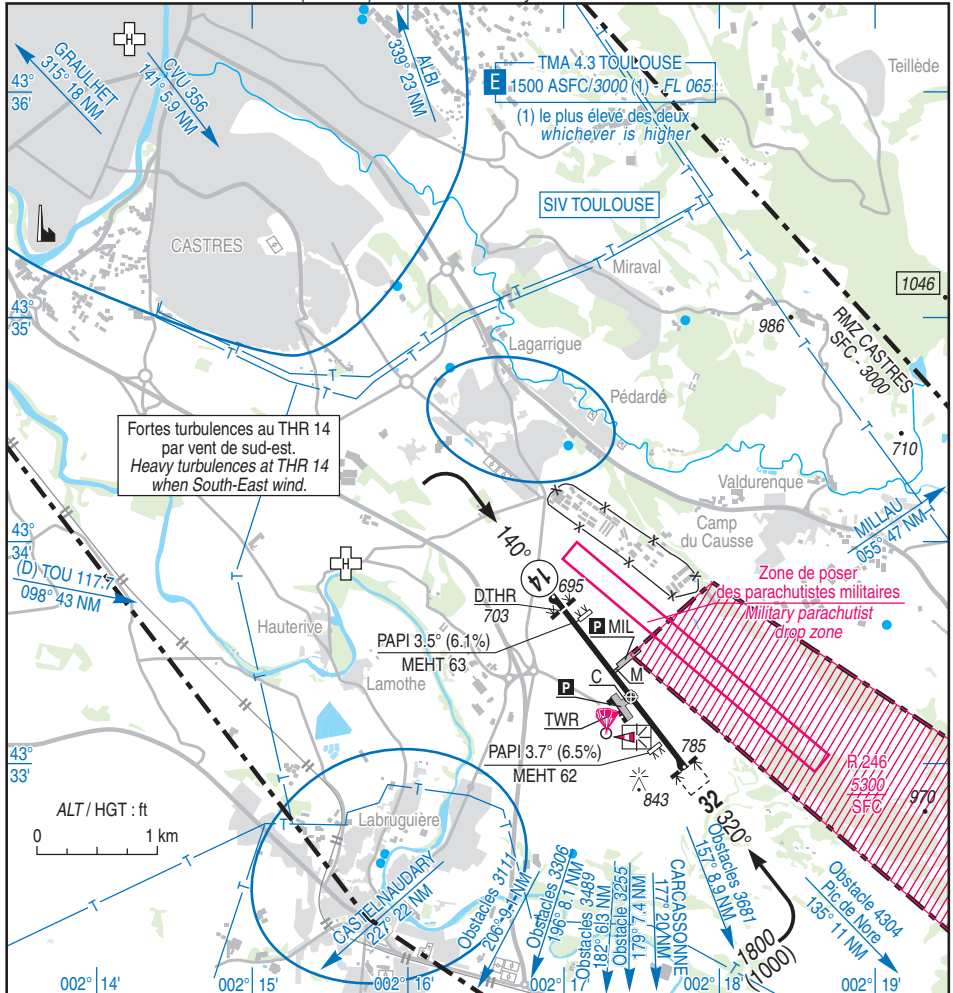 GRAULHET
315° 18 NM
H
CVU 356
141° 5.9 NM
ALBI
339° 23 NM
E
TMA 4.3 TOULOUSE
1500 ASFC/3000 (1) - FL 065
(1) le plus élevé des deux
whichever is higher
Teillède
43°
36'
SIV TOULOUSE
CASTRES
Miraval
1046
43°
35'
986
RMZ CASTRES
SFC - 3000
Lagarrigue
Pédardé
Fortes turbulences au THR 14
par vent de sud-est.
Heavy turbulences at THR 14
when South-East wind.
710
Valdurenque
MILLAU
055° 47 NM
Camp
du Causse
43°
34'
140°
14
(D) TOU 117.7
098° 43 NM
H
DTHR
703
695
Zone de poser
des parachutistes militaires
Military parachutist
drop zone
Hauterive
PAPI 3.5° (6.1%)
MEHT 63
P MIL
Lamothe
C
M
P
TWR
43°
33'
PAPI 3.7° (6.5%)
MEHT 62
785
R 246
5300
SFC
970
843
32
320°
ALT / HGT : ft
0
1 km
Labruguière
CASTELNAUDARY
227° 22 NM
Obstacles 3111
206° 9.1 NM
Obstacles 3306
196° 8.1 NM
Obstacles 3489
182° 6.3 NM
Obstacle 3255
179° 7.4 NM
CARCASSONNE
177° 20 NM
Obstacles 3681
157° 8.9 NM
1800
(1000)
Obstacle 4304
Pic de Nore
135° 11 NM
002° 14'
002° 15'
002° 16'
002° 17'
002° 18'
002° 19'